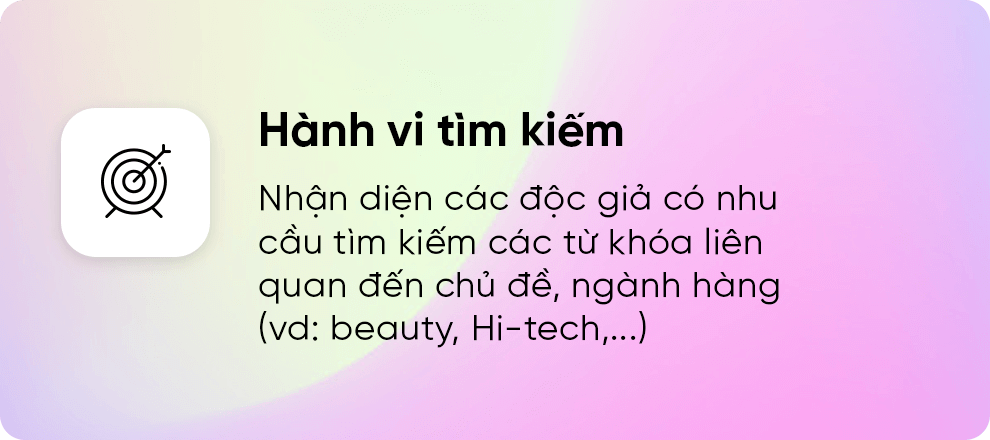 Hành vi tìm kiếm
Nhận diện các độc giả có nhu
cầu tìm kiếm các từ khóa liên
quan đến chủ đề, ngành hàng
(vd: beauty, Hi-tech,...)